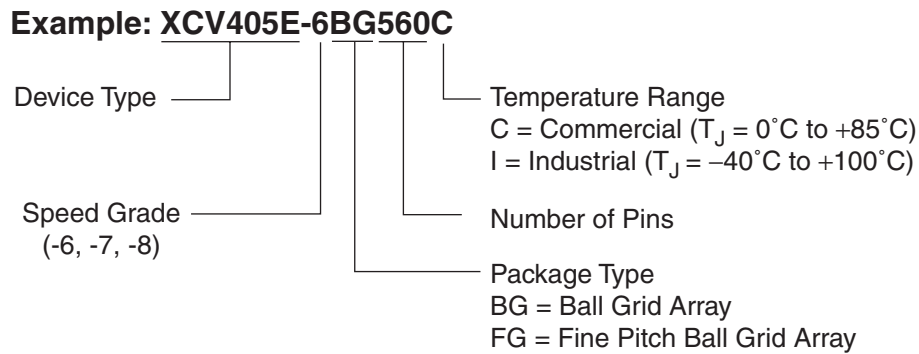 Example: XCV405E-6BG560C
Device Type
Temperature Range
C = Commercial (TJ = 0˚C to +85˚C)
I = Industrial (TJ = −40˚C to +100˚C)
Speed Grade
(-6, -7, -8)
Number of Pins
Package Type
BG = Ball Grid Array
FG = Fine Pitch Ball Grid Array